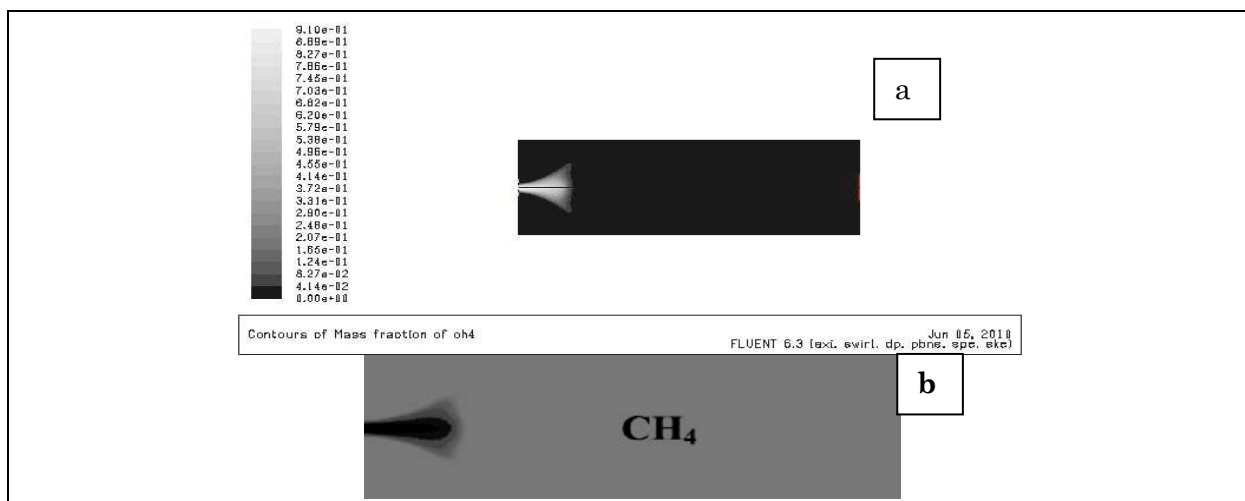 9.10e-01
8.69e-01
8.27e-01
7.86e-01
7.45e-01
7.03e-01
6.62e-01
6.20e-01
5.79e-01
5.38e-01
4.96e-01
4.55e-01
4.14e-01
3.72e-01
3.31e-01
2.90e-01
2.48e-01
2.07e-01
1.65e-01
1.24e-01
8.27e-02
4.14e-02
0.00e+00
a
Contours of Mass fraction of ch4
Jun 05, 2010
FLUENT 6.3 (axi, swirl, dp, pbns, spe, ske)
b
CH₄